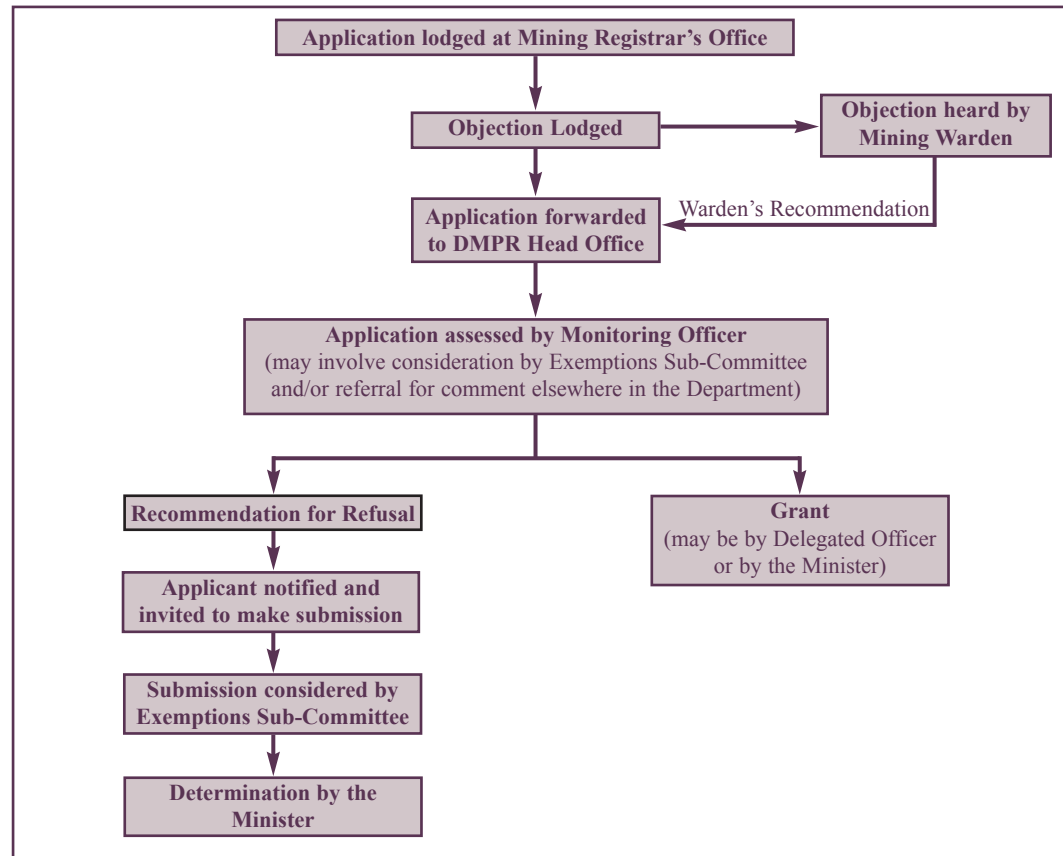 Application lodged at Mining Registrar’s Office
Objection Lodged
Objection heard by
Mining Warden
Warden’s Recommendation
Application forwarded
to DMPR Head Office
Application assessed by Monitoring Officer
(may involve consideration by Exemptions Sub-Committee
and/or referral for comment elsewhere in the Department)
Recommendation for Refusal
Grant
(may be by Delegated Officer
or by the Minister)
Applicant notified and
invited to make submission
Submission considered by
Exemptions Sub-Committee
Determination by the
Minister